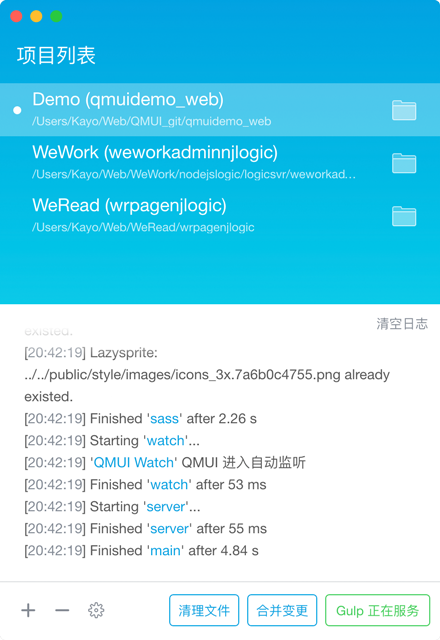 项目列表
Demo (qmuidemo_web)
/Users/Kayo/Web/QMUI_git/qmuidemo_web
WeWork (weworkadminnjlogic)
/Users/Kayo/Web/WeWork/nodejslogic/logicsvr/weworkad…
WeRead (wrpagenjlogic)
/Users/Kayo/Web/WeRead/wrpagenjlogic
清空日志
existed.
[20:42:19] Lazysprite:
../../public/style/images/icons_3x.7a6b0c4755.png already
existed.
[20:42:19] Finished 'sass' after 2.26 s
[20:42:19] Starting 'watch'...
[20:42:19] 'QMUI Watch' QMUI 进入自动监听
[20:42:19] Finished 'watch' after 53 ms
[20:42:19] Starting 'server'...
[20:42:19] Finished 'server' after 55 ms
[20:42:19] Finished 'main' after 4.84 s
清理文件 合并变更 Gulp 正在服务